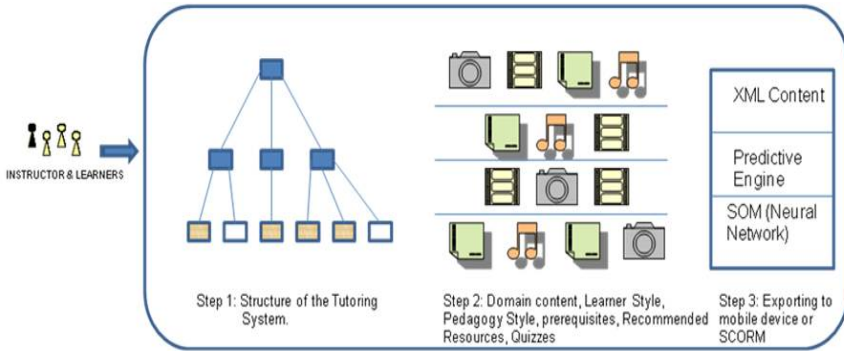 INSTRUCTOR & LEARNERS
Step 1: Structure of the Tutoring
System.
Step 2: Domain content, Learner Style,
Pedagogy Style, prerequisites, Recommended
Resources, Quizzes
XML Content
Predictive
Engine
SOM (Neural
Network)
Step 3: Exporting to
mobile device or
SCORM